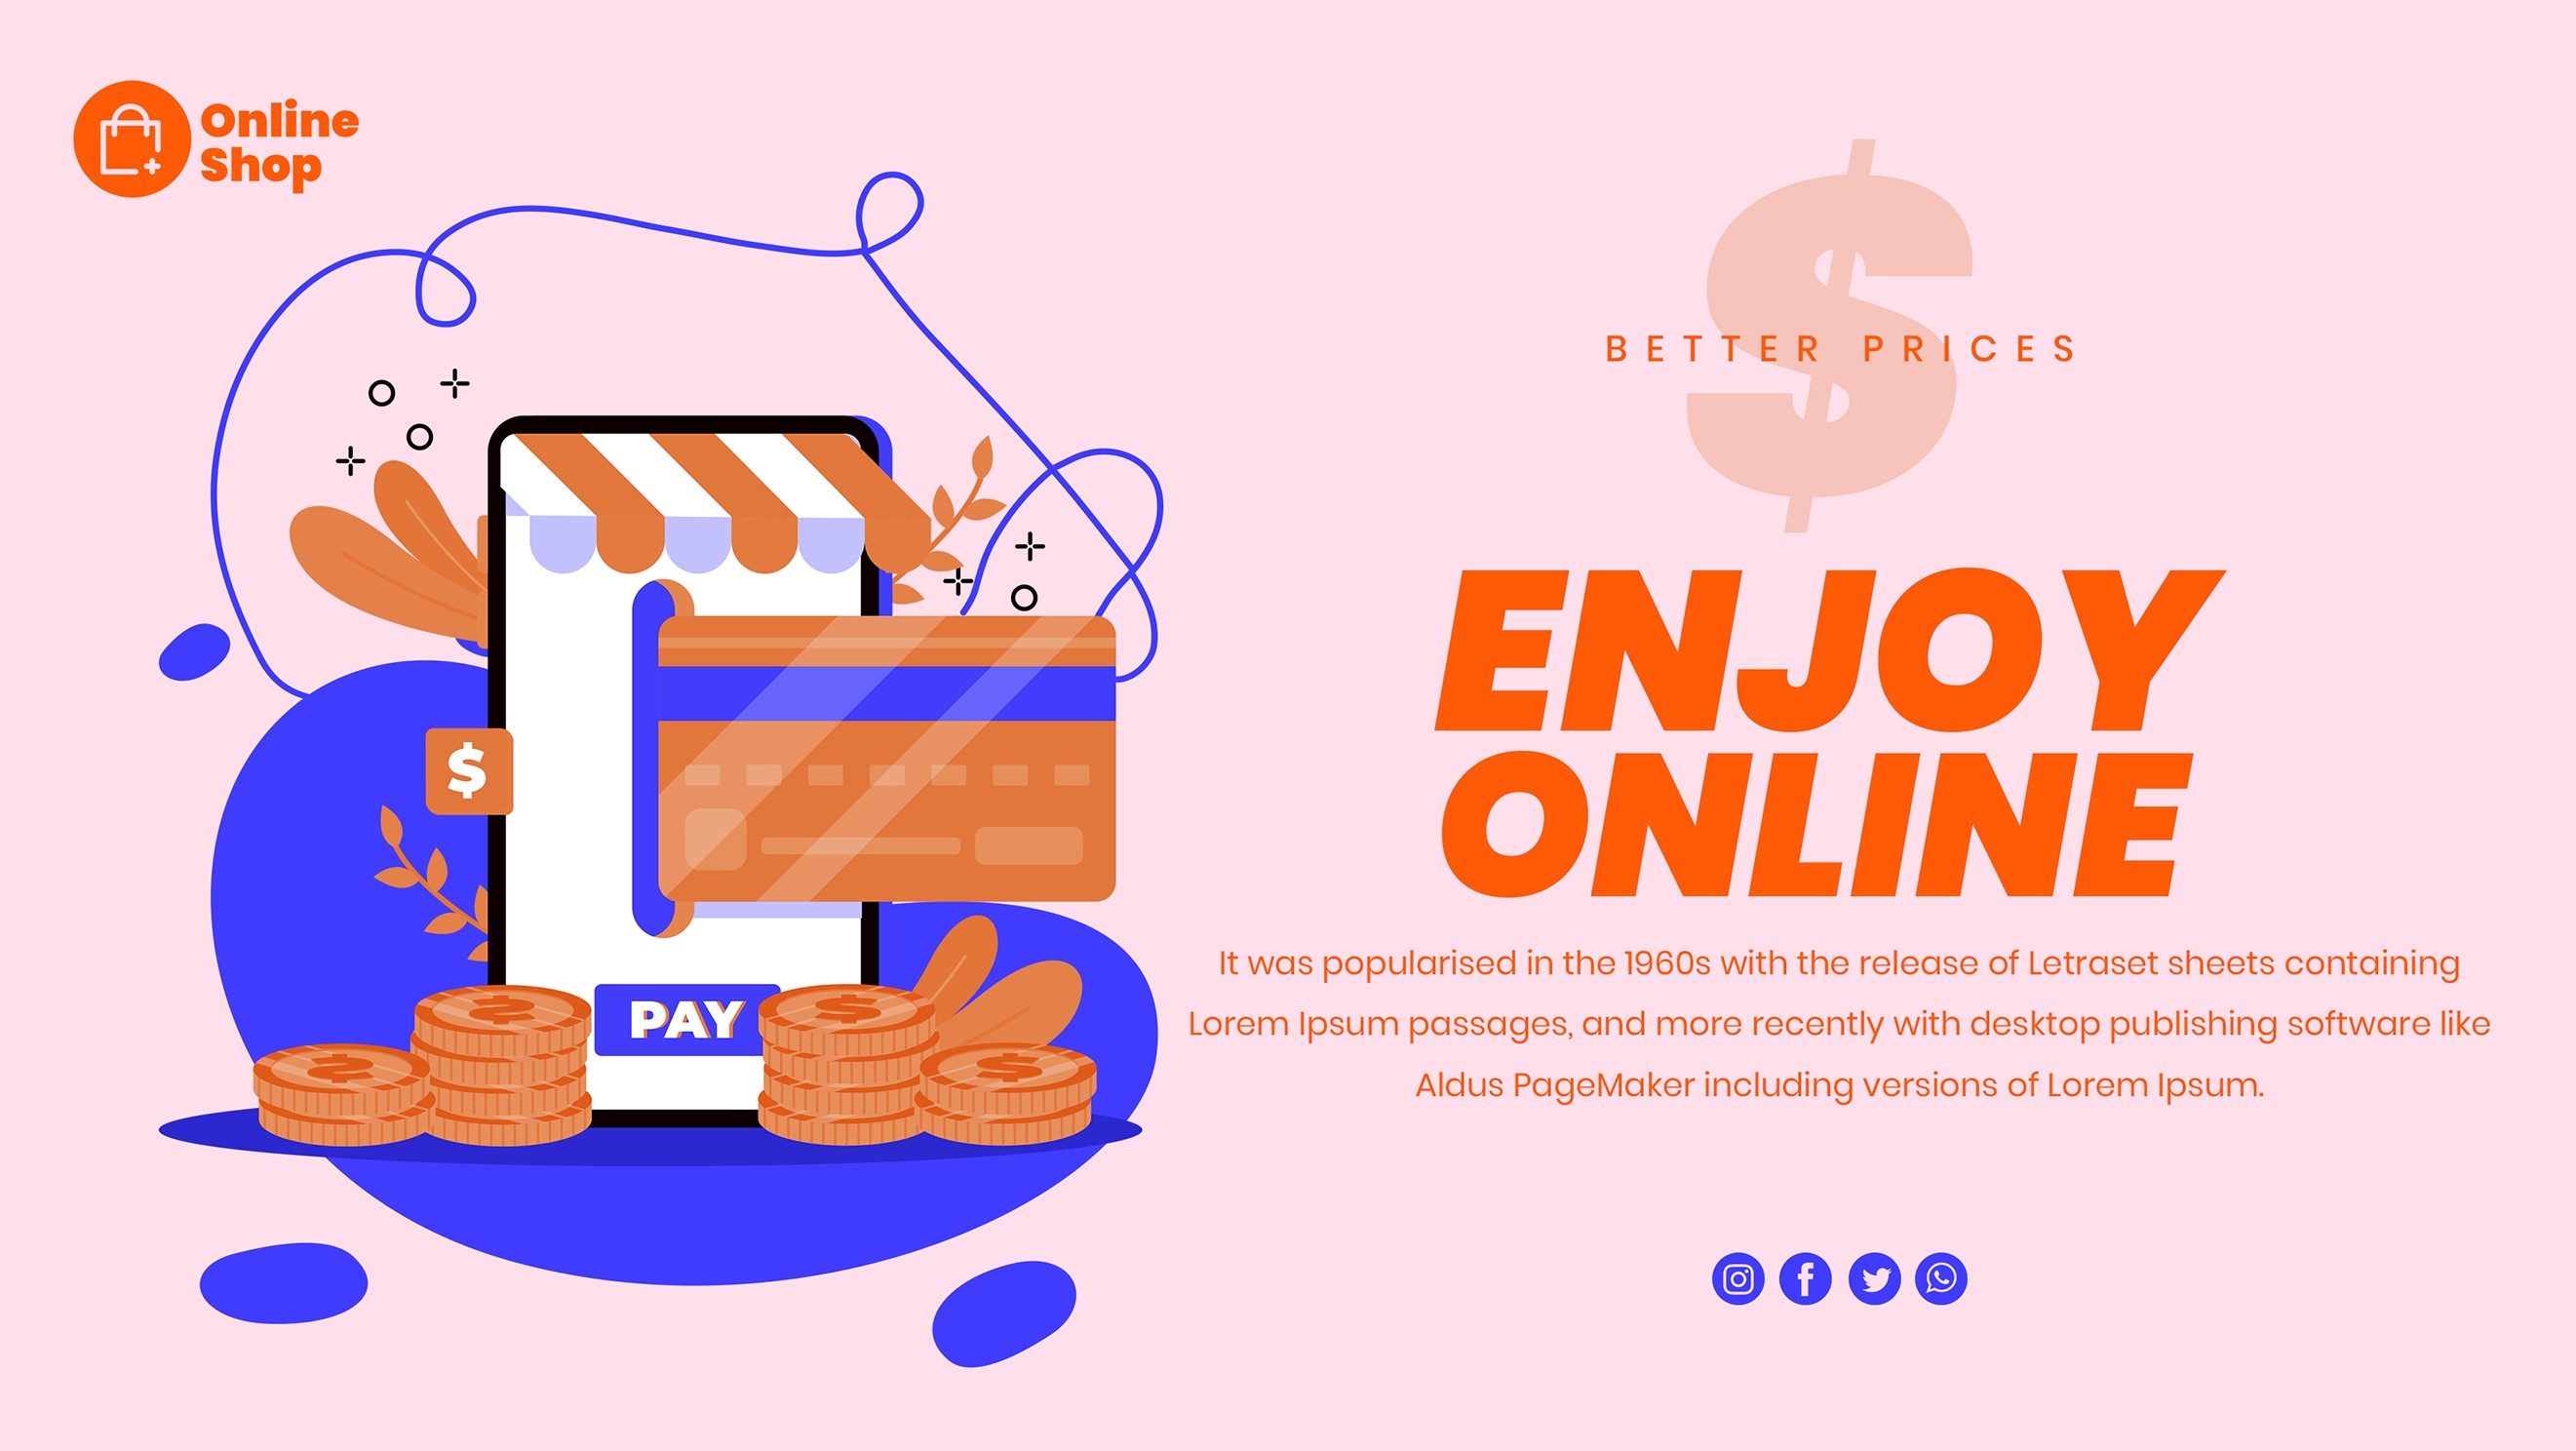 Online
Shop
$
BETTER PRICES
ENJOY
ONLINE
It was popularised in the 1960s with the release of Letraset sheets containing
Lorem Ipsum passages, and more recently with desktop publishing software like
Aldus PageMaker including versions of Lorem Ipsum.
$
PAY